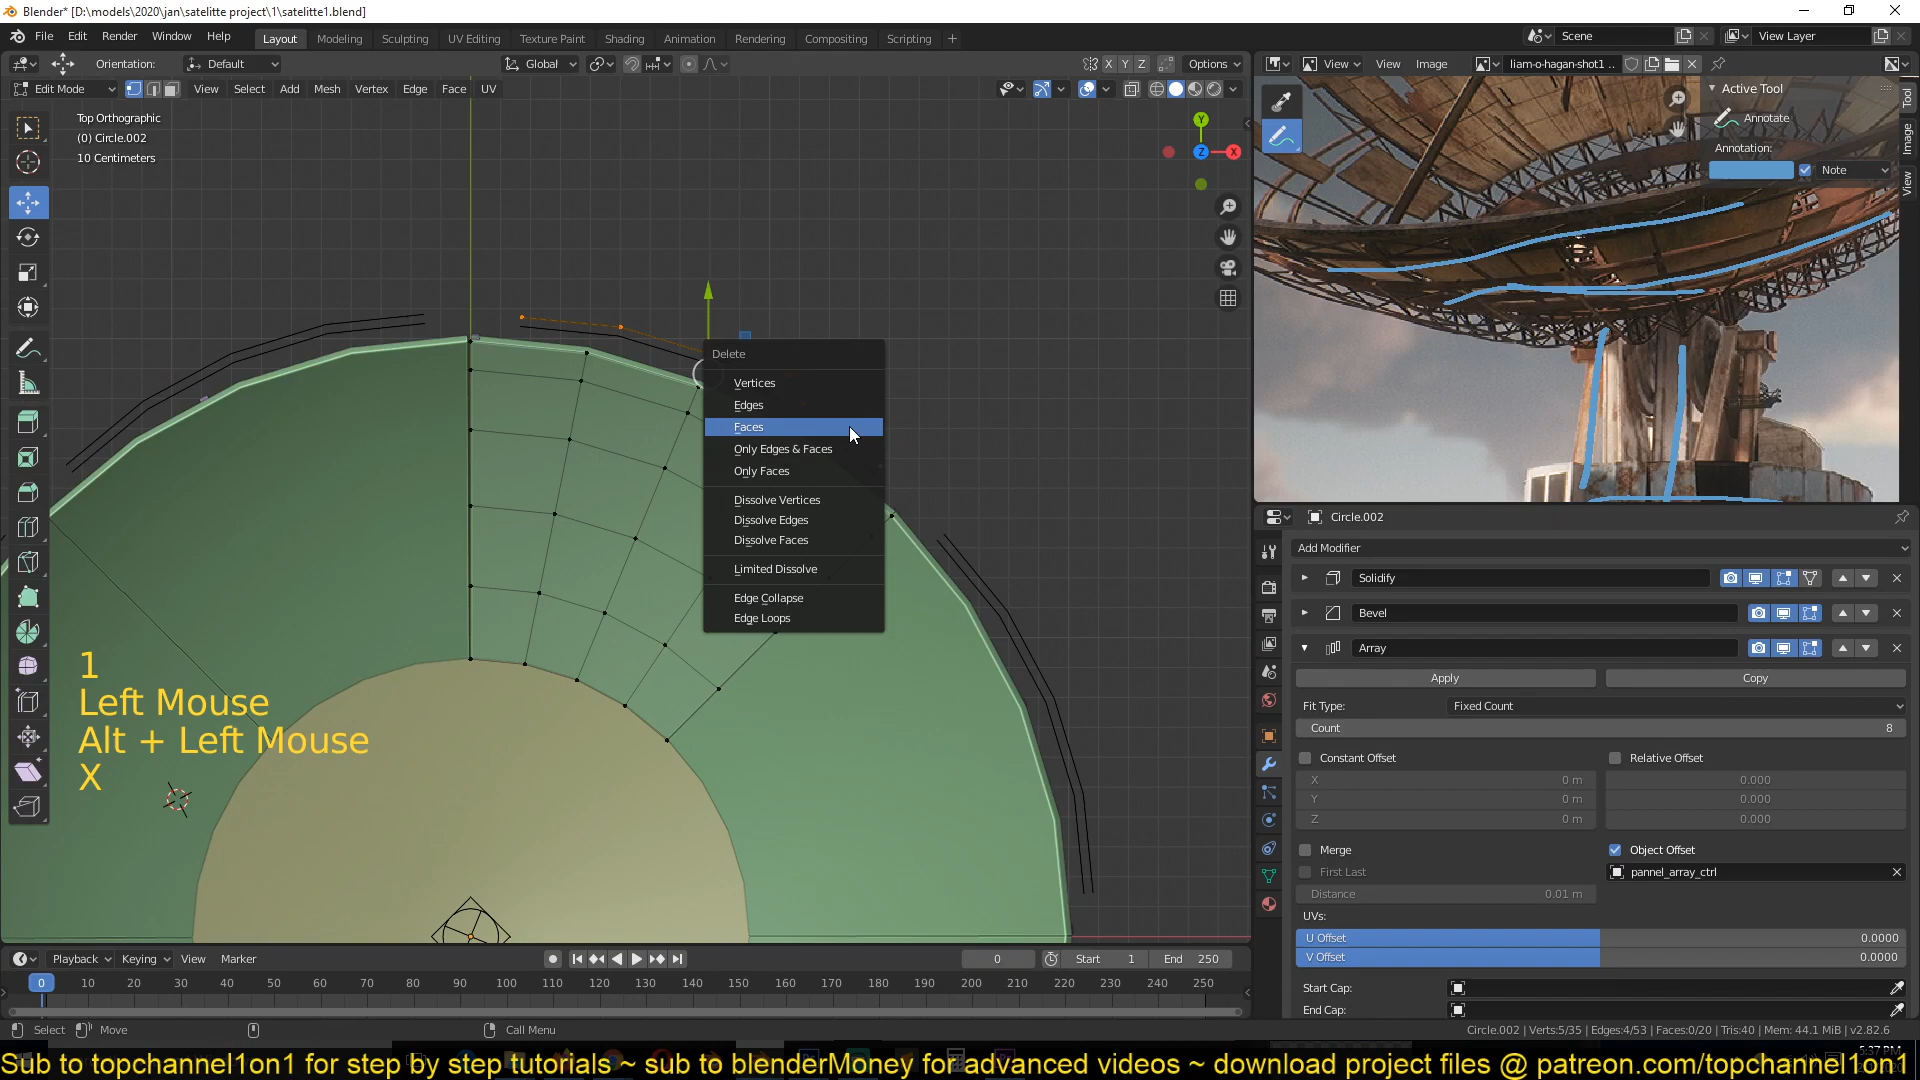 Blender* [D:\models\2020\jan\satelitte project\1\satelitte1.blend]
File Edit Render Window Help Layout Modeling Sculpting UV Editing Texture Paint Shading Animation Rendering Compositing Scripting Scene View Layer
Orientation: Default Global X Y Z Options View View Image liam-o-hagan-shot1 ..
Edit Mode View Select Add Mesh Vertex Edge Face UV
Top Orthographic
(0) Circle.002
10 Centimeters
Y
X
Z
Active Tool
Annotate
Annotation:
Note
Tool
Image
View
Delete
Vertices
Edges
Faces
Only Edges & Faces
Only Faces
Dissolve Vertices
Dissolve Edges
Dissolve Faces
Limited Dissolve
Edge Collapse
Edge Loops
1
Left Mouse
Alt + Left Mouse
X
Circle.002
Add Modifier
Solidify
Bevel
Array
Apply Copy
Fit Type: Fixed Count
Count 8
Constant Offset Relative Offset
X 0 m 0.000
Y 0 m 0.000
Z 0 m 0.000
Merge Object Offset
First Last pannel_array_ctrl
Distance 0.01 m
UVs:
U Offset 0.0000
V Offset 0.0000
Start Cap:
End Cap:
Playback Keying View Marker 0 Start 1 End 250
0 10 20 30 40 50 60 70 80 90 100 110 120 130 140 150 160 170 180 190 200 210 220 230 240 250
Select Move Call Menu Circle.002 | Verts:5/35 | Edges:4/53 | Faces:0/20 | Tris:40 | Mem: 44.1 MiB | v2.82.6
5:37 PM
Sub to topchannel1on1 for step by step tutorials ~ sub to blenderMoney for advanced videos ~ download project files @ patreon.com/topchannel1on1